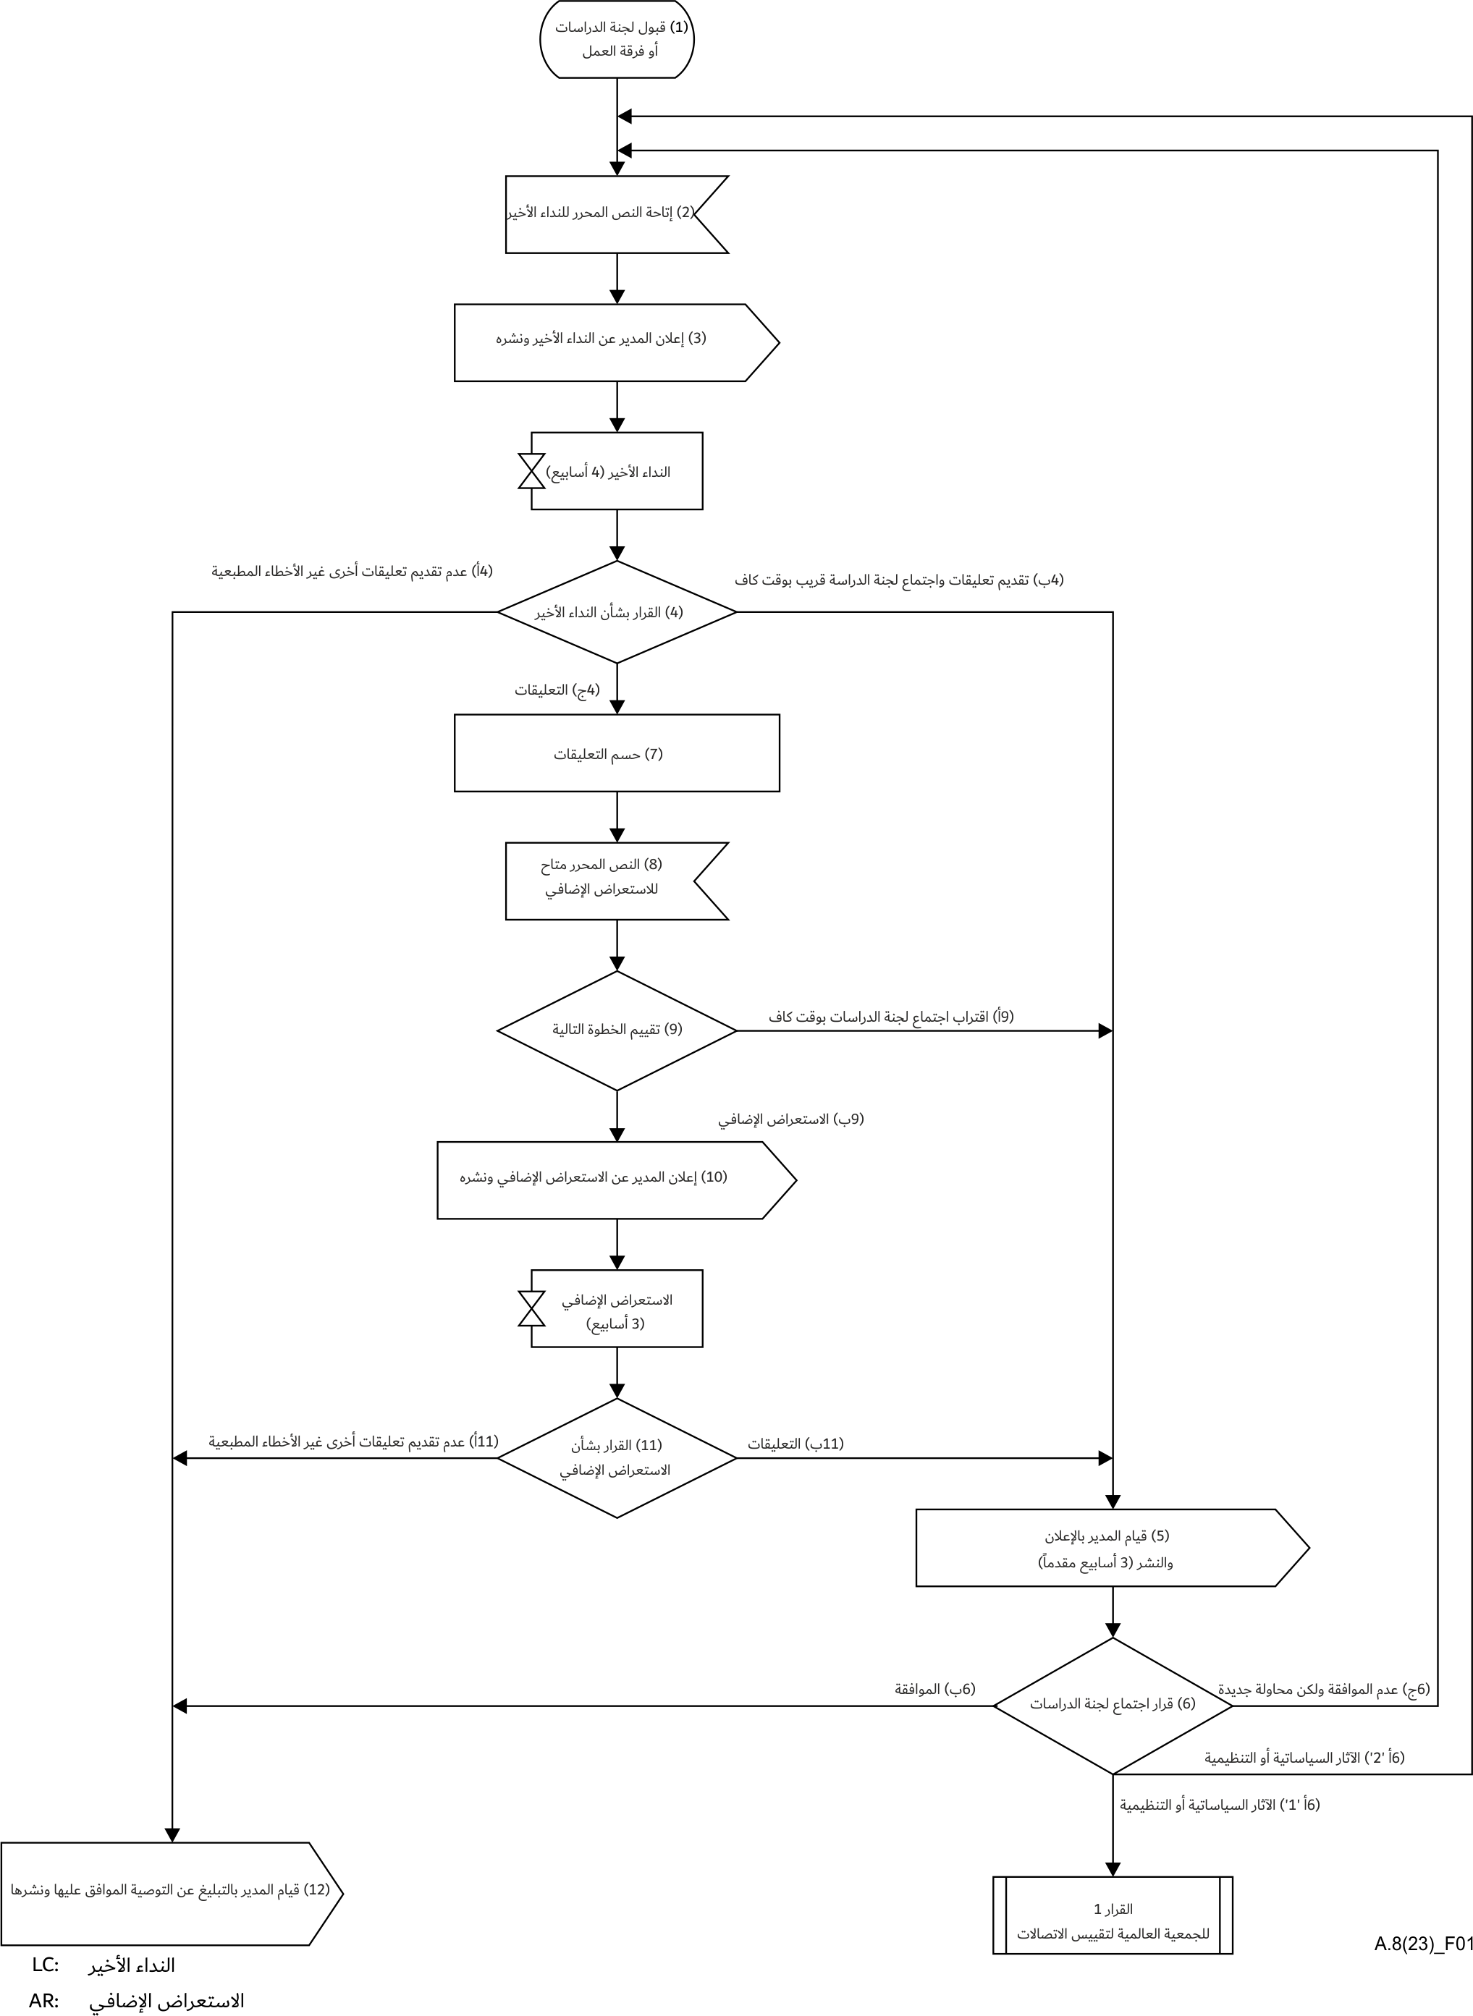 (1) قبول لجنة الدراسات
أو فرقة العمل
(2) إتاحة النص المحرر للنداء الأخير
(3) إعلان المدير عن النداء الأخير ونشره
النداء الأخير (4 أسابيع)
(4أ) عدم تقديم تعليقات أخرى غير الأخطاء المطبعية
(4ب) تقديم تعليقات واجتماع لجنة الدراسة قريب بوقت كاف
(4) القرار بشأن النداء الأخير
(4ج) التعليقات
(7) حسم التعليقات
(8) النص المحرر متاح
للاستعراض الإضافي
(9) تقييم الخطوة التالية
(9أ) اقتراب اجتماع لجنة الدراسات بوقت كاف
(9ب) الاستعراض الإضافي
(10) إعلان المدير عن الاستعراض الإضافي ونشره
الاستعراض الإضافي
(3 أسابيع)
(11أ) عدم تقديم تعليقات أخرى غير الأخطاء المطبعية
(11) القرار بشأن
الاستعراض الإضافي
(11ب) التعليقات
(5) قيام المدير بالإعلان
والنشر (3 أسابيع مقدماً)
(6ب) الموافقة
(6) قرار اجتماع لجنة الدراسات
(6ج) عدم الموافقة ولكن محاولة جديدة
(6أ '2') الآثار السياساتية أو التنظيمية
(6أ '1') الآثار السياساتية أو التنظيمية
(12) قيام المدير بالتبليغ عن التوصية الموافق عليها ونشرها
القرار 1
للجمعية العالمية لتقييس الاتصالات
A.8(23)_F01
LC: النداء الأخير
AR: الاستعراض الإضافي